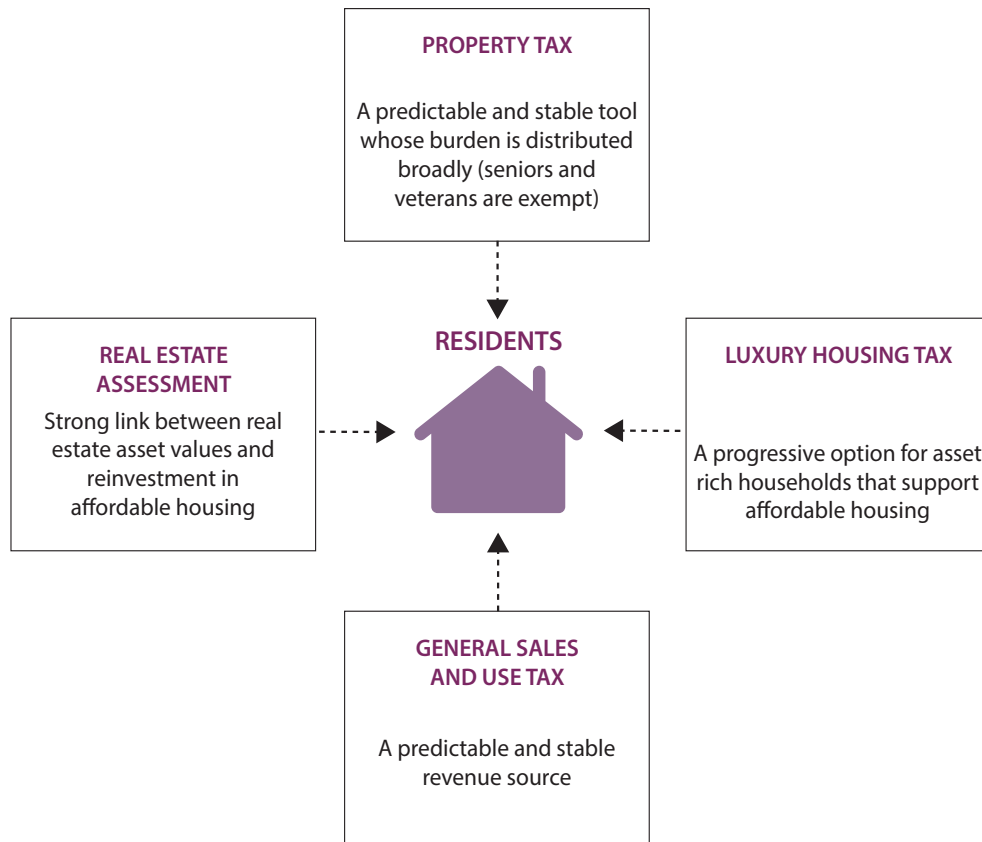 PROPERTY TAX
A predictable and stable tool
whose burden is distributed
broadly (seniors and
veterans are exempt)
REAL ESTATE
ASSESSMENT
Strong link between real
estate asset values and
reinvestment in
affordable housing
RESIDENTS
LUXURY HOUSING TAX
A progressive option for asset
rich households that support
affordable housing
GENERAL SALES
AND USE TAX
A predictable and stable
revenue source